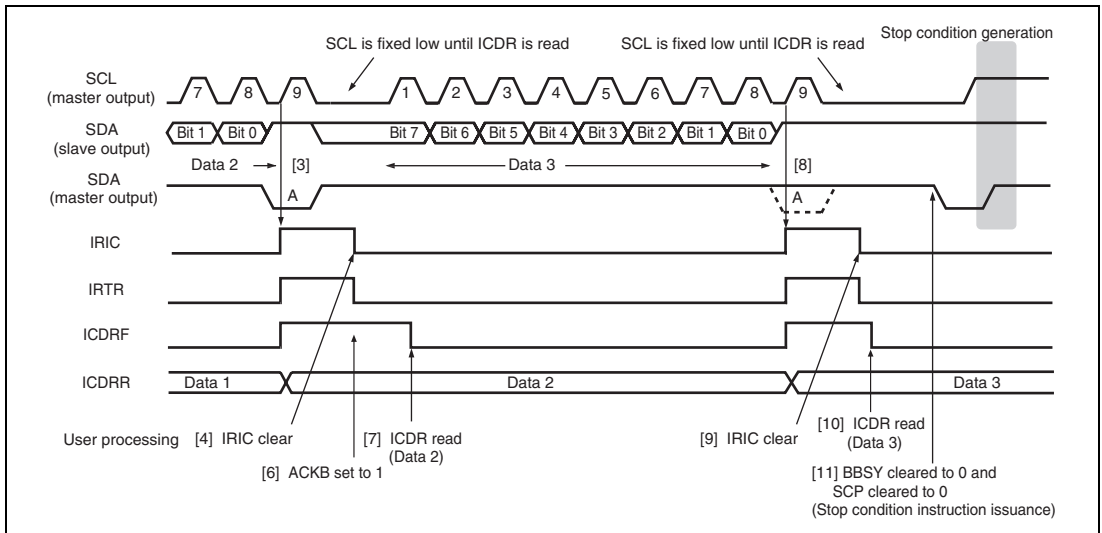 Stop condition generation
SCL is fixed low until ICDR is read
SCL is fixed low until ICDR is read
SCL
(master output)
7 8 9 1 2 3 4 5 6 7 8 9
SDA
(slave output)
Bit 1 Bit 0 Bit 7 Bit 6 Bit 5 Bit 4 Bit 3 Bit 2 Bit 1 Bit 0
Data 2 [3] Data 3 [8]
SDA
(master output)
A A
IRIC
IRTR
ICDRF
ICDRR
Data 1 Data 2 Data 3
User processing
[4] IRIC clear
[6] ACKB set to 1
[7] ICDR read
(Data 2)
[9] IRIC clear
[10] ICDR read
(Data 3)
[11] BBSY cleared to 0 and
SCP cleared to 0
(Stop condition instruction issuance)